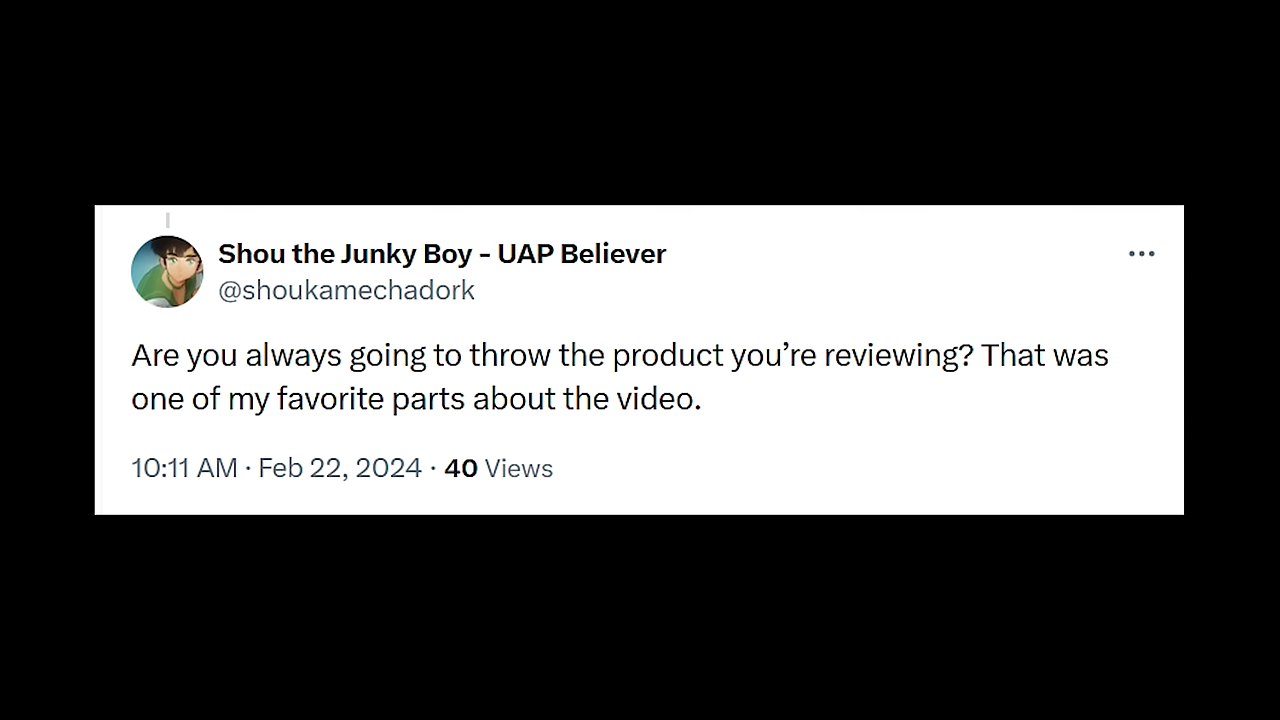 Shou the Junky Boy - UAP Believer
@shoukamechadork
Are you always going to throw the product you’re reviewing? That was
one of my favorite parts about the video.
10:11 AM · Feb 22, 2024 · 40 Views